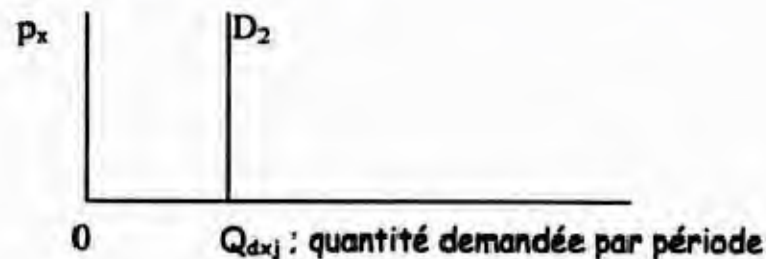 pₓ D₂
0 Q_dxj : quantité demandée par période